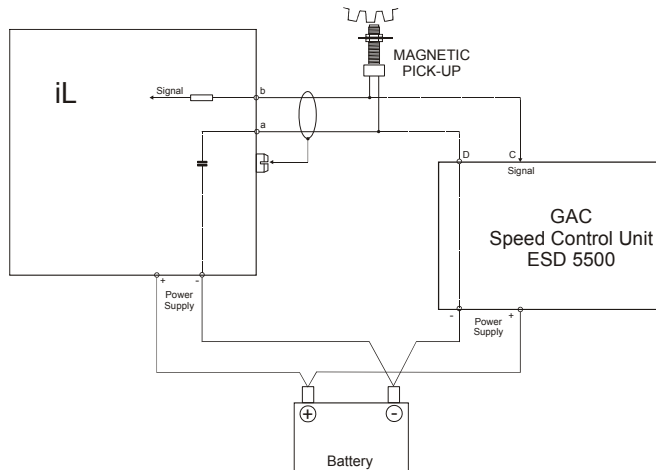 MAGNETIC
PICK-UP
iL
Signal
b
a
D
C
Signal
GAC
Speed Control Unit
ESD 5500
+
-
Power
Supply
-
Power
Supply
+
+
-
Battery